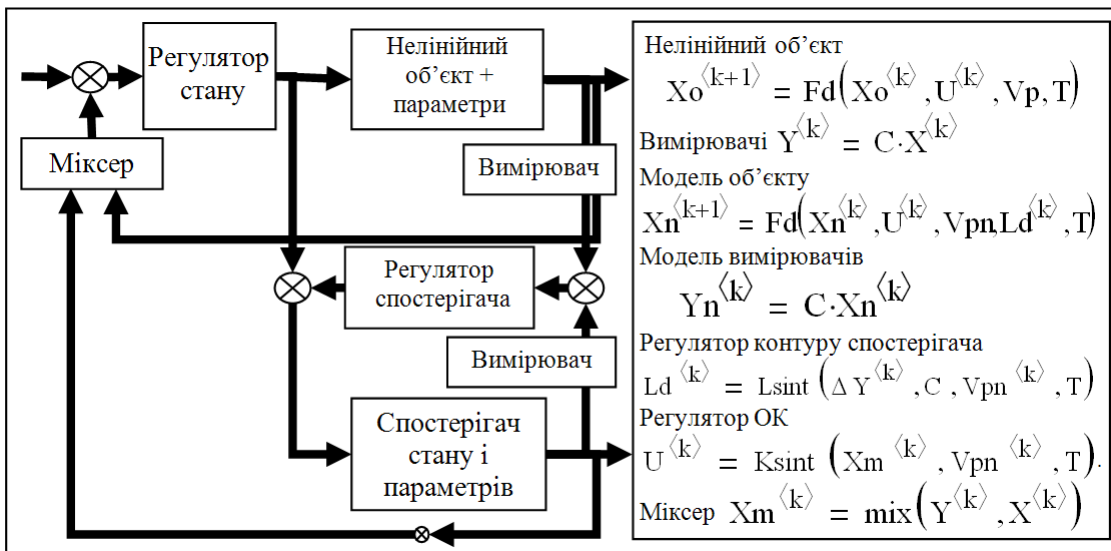 Регулятор
стану
Нелінійний
об’єкт +
параметри
Міксер
Вимірювач
Регулятор
спостерігача
Вимірювач
Спостерігач
стану і
параметрів
Нелінійний об’єкт
Xo^⟨k+1⟩ = Fd(Xo^⟨k⟩, U^⟨k⟩, Vp, T)
Вимірювачі Y^⟨k⟩ = C·X^⟨k⟩
Модель об’єкту
Xn^⟨k+1⟩ = Fd(Xn^⟨k⟩, U^⟨k⟩, Vpn, Ld^⟨k⟩, T)
Модель вимірювачів
Yn^⟨k⟩ = C·Xn^⟨k⟩
Регулятор контуру спостерігача
Ld^⟨k⟩ = Lsint(Δ Y^⟨k⟩, C, Vpn^⟨k⟩, T)
Регулятор ОК
U^⟨k⟩ = Ksint(Xm^⟨k⟩, Vpn^⟨k⟩, T).
Міксер Xm^⟨k⟩ = mix(Y^⟨k⟩, X^⟨k⟩)